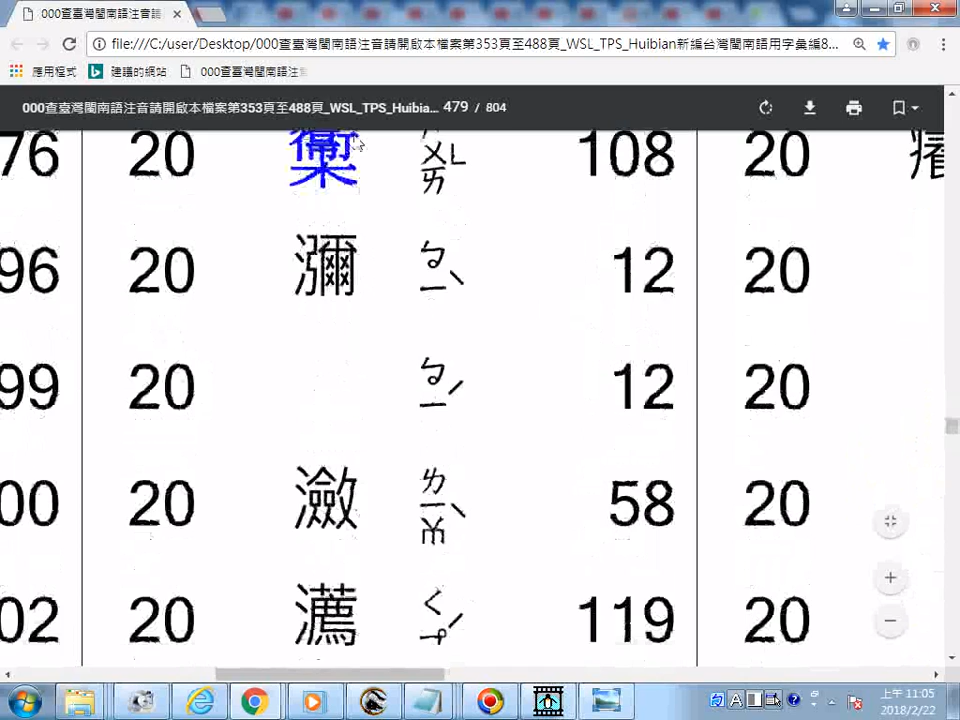 000查臺灣閩南語注音請
file:///C:/user/Desktop/000查臺灣閩南語注音請開啟本檔案第353頁至488頁_WSL_TPS_Huibian新編台灣閩南語用字彙編8...
應用程式 建議的網站 000查臺灣閩南語注
000查臺灣閩南語注音請開啟本檔案第353頁至488頁_WSL_TPS_Huibia... 479 / 804
76 20 ㄨㄞ 108 20
96 20 瀰 ㄅㄧˋ 12 20
99 20 ㄅㄧˊ 12 20
00 20 瀲 ㄌㄧㆰˋ 58 20
02 20 瀳 119 20
上午 11:05
2018/2/22